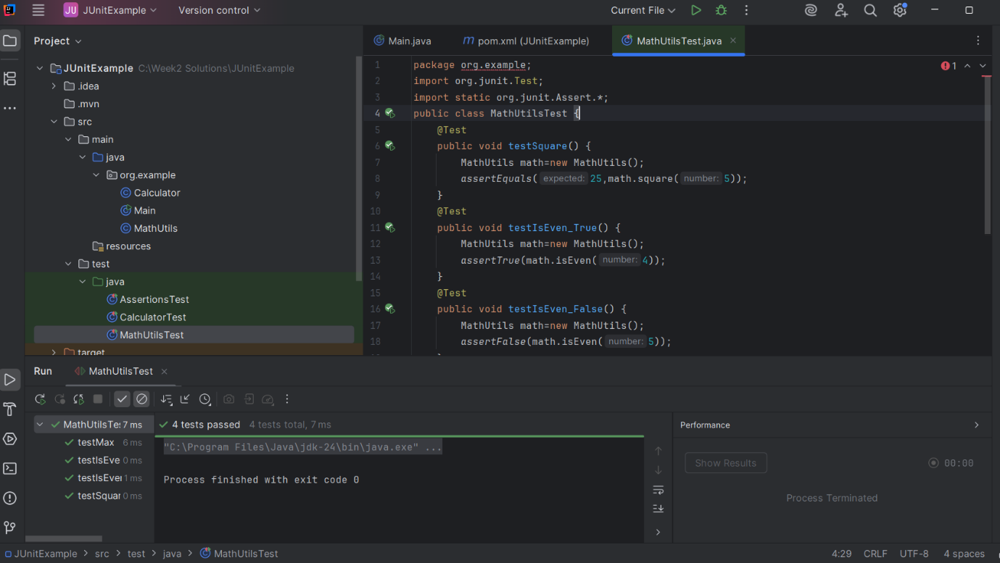 JU JUnitExample Version control Current File
Project
Main.java pom.xml (JUnitExample) MathUtilsTest.java
JUnitExample C:\Week2 Solutions\JUnitExample
.idea
.mvn
src
main
java
org.example
Calculator
Main
MathUtils
resources
test
java
AssertionsTest
CalculatorTest
MathUtilsTest
target
1 package org.example;
2 import org.junit.Test;
3 import static org.junit.Assert.*;
4 public class MathUtilsTest {
5 @Test
6 public void testSquare() {
7 MathUtils math=new MathUtils();
8 assertEquals( expected: 25,math.square( number: 5));
9 }
10 @Test
11 public void testIsEven_True() {
12 MathUtils math=new MathUtils();
13 assertTrue(math.isEven( number: 4));
14 }
15 @Test
16 public void testIsEven_False() {
17 MathUtils math=new MathUtils();
18 assertFalse(math.isEven( number: 5));
1
Run MathUtilsTest
MathUtilsTes 7 ms
testMax 6 ms
testIsEve 0 ms
testIsEver 1 ms
testSquar 0 ms
4 tests passed 4 tests total, 7 ms
"C:\Program Files\Java\jdk-24\bin\java.exe" ...
Process finished with exit code 0
Performance
Show Results 00:00
Process Terminated
JUnitExample > src > test > java > MathUtilsTest 4:29 CRLF UTF-8 4 spaces